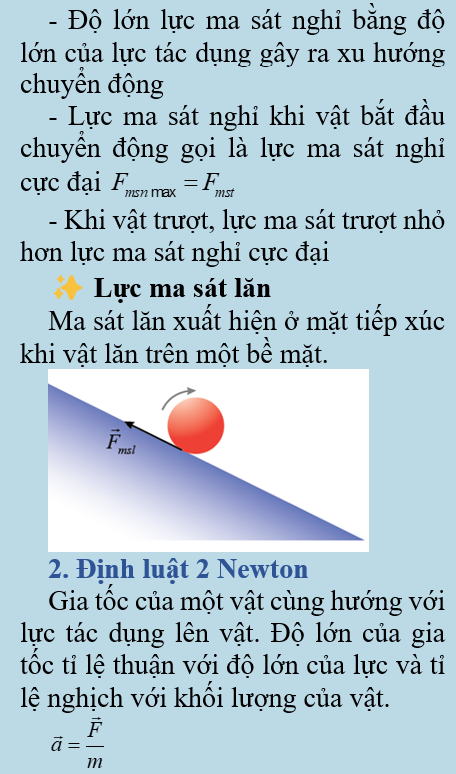 - Độ lớn lực ma sát nghỉ bằng độ
lớn của lực tác dụng gây ra xu hướng
chuyển động
- Lực ma sát nghỉ khi vật bắt đầu
chuyển động gọi là lực ma sát nghỉ
cực đại F_{msn max} = F_{mst}
- Khi vật trượt, lực ma sát trượt nhỏ
hơn lực ma sát nghỉ cực đại
✨ Lực ma sát lăn
Ma sát lăn xuất hiện ở mặt tiếp xúc
khi vật lăn trên một bề mặt.
\vec{F}_{msl}
2. Định luật 2 Newton
Gia tốc của một vật cùng hướng với
lực tác dụng lên vật. Độ lớn của gia
tốc tỉ lệ thuận với độ lớn của lực và tỉ
lệ nghịch với khối lượng của vật.
\vec{a} = \frac{\vec{F}}{m}